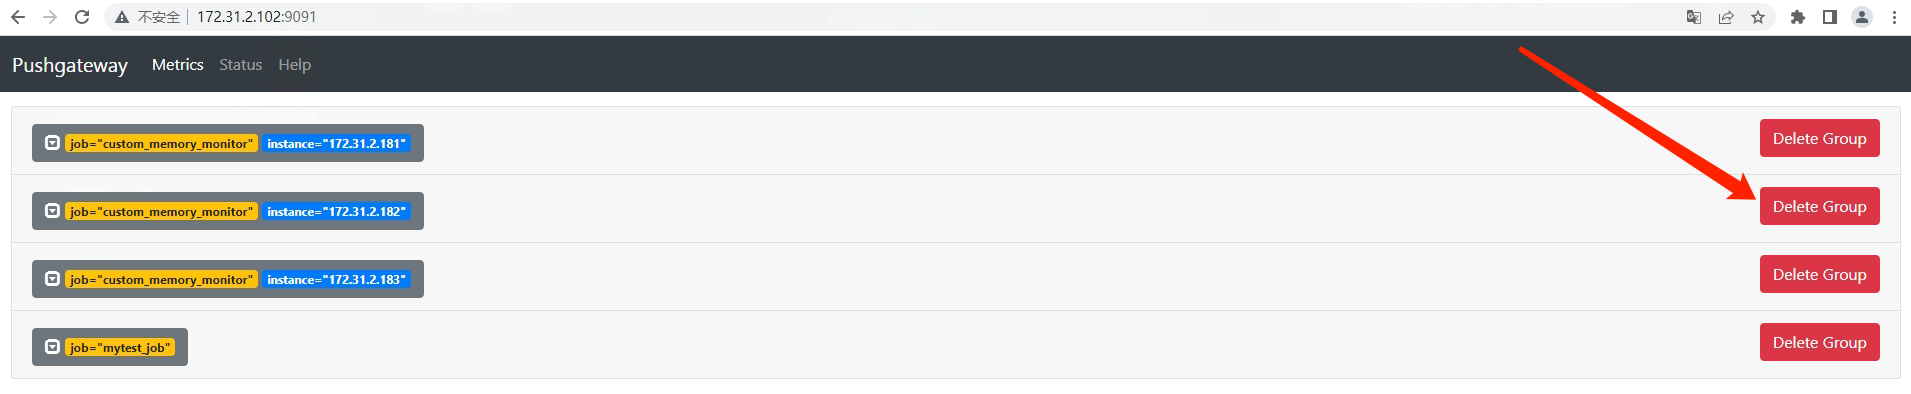 不安全 172.31.2.102:9091
Pushgateway Metrics Status Help
job="custom_memory_monitor" instance="172.31.2.181" Delete Group
job="custom_memory_monitor" instance="172.31.2.182" Delete Group
job="custom_memory_monitor" instance="172.31.2.183" Delete Group
job="mytest_job" Delete Group